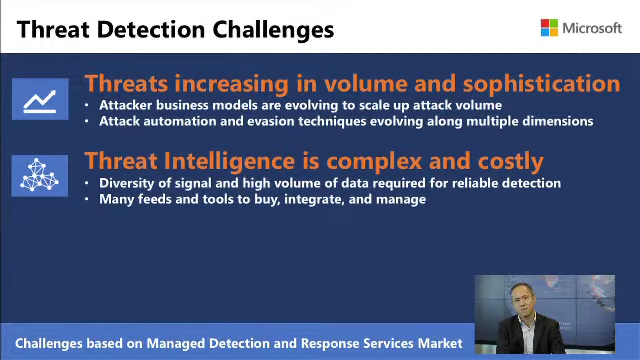 Threat Detection Challenges
Microsoft
Threats increasing in volume and sophistication
• Attacker business models are evolving to scale up attack volume
• Attack automation and evasion techniques evolving along multiple dimensions
Threat Intelligence is complex and costly
• Diversity of signal and high volume of data required for reliable detection
• Many feeds and tools to buy, integrate, and manage
Challenges based on Managed Detection and Response Services Market